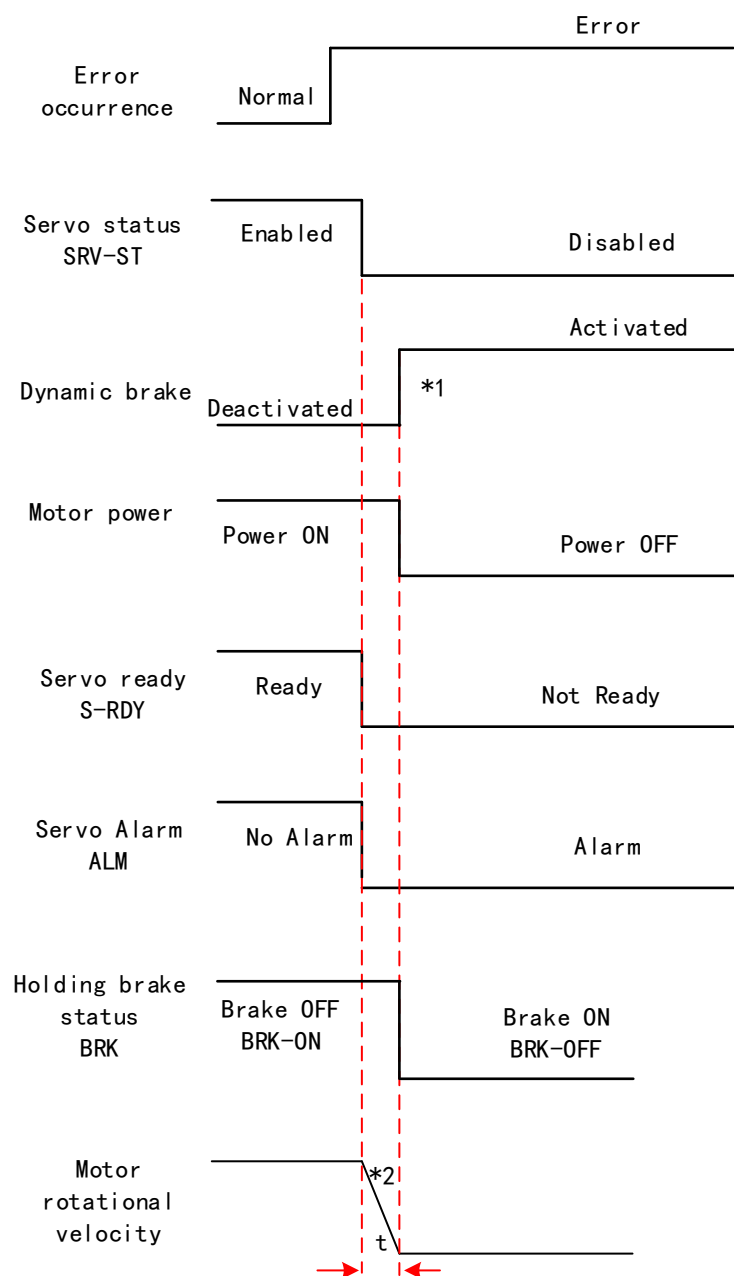 Error
Error
occurrence
Normal
Servo status
SRV-ST
Enabled
Disabled
Activated
Dynamic brake
Deactivated
*1
Motor power
Power ON
Power OFF
Servo ready
S-RDY
Ready
Not Ready
Servo Alarm
ALM
No Alarm
Alarm
Holding brake
status
BRK
Brake OFF
BRK-ON
Brake ON
BRK-OFF
Motor
rotational
velocity
*2
t